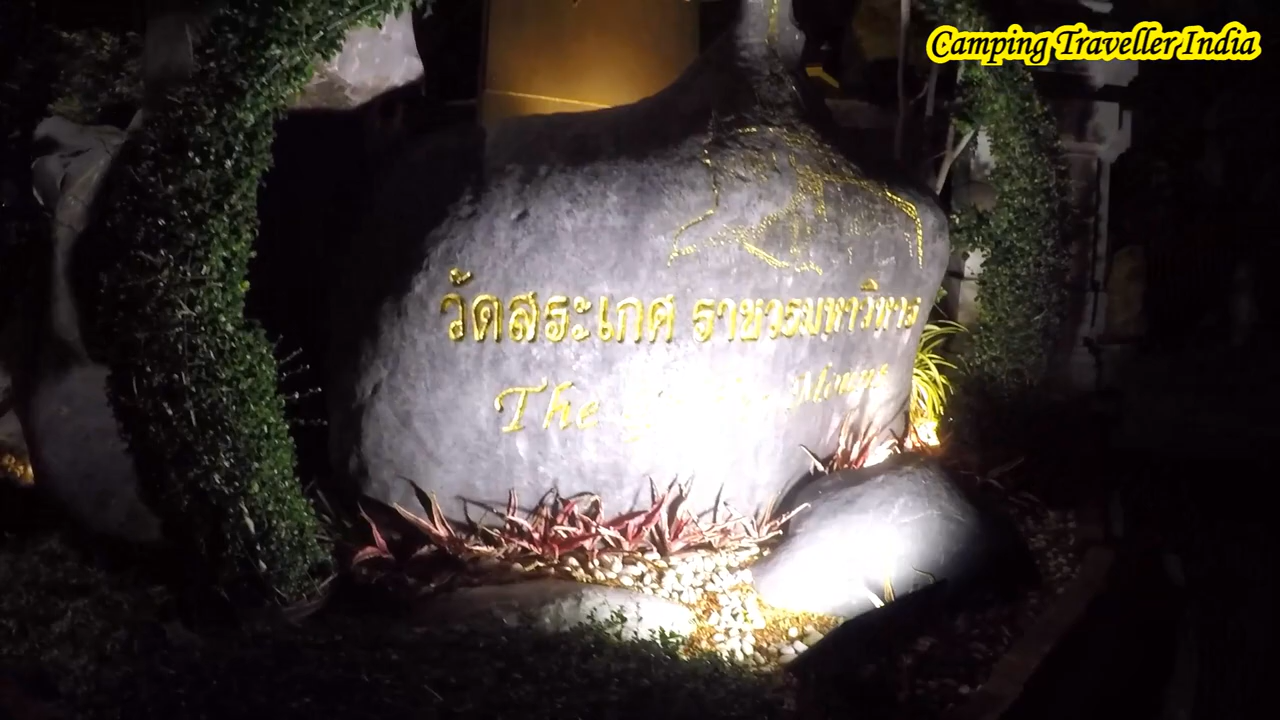 Camping Traveller India
วัดสระเกศ ราชวรมหาวิหาร
The Mount